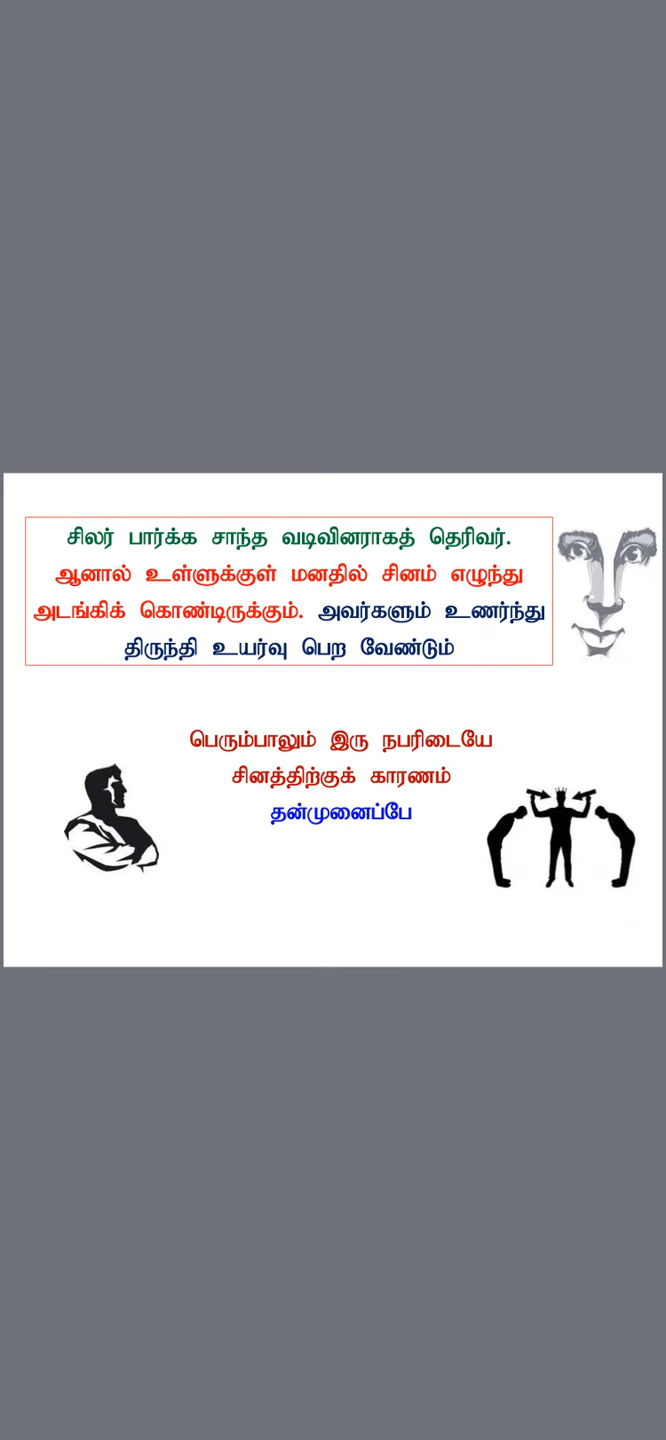 சிலர் பார்க்க சாந்த வடிவினராகத் தெரிவர்.
ஆனால் உள்ளுக்குள் மனதில் சினம் எழுந்து
அடங்கிக் கொண்டிருக்கும். அவர்களும் உணர்ந்து
திருந்தி உயர்வு பெற வேண்டும்
பெரும்பாலும் இரு நபரிடையே
சினத்திற்குக் காரணம்
தன்முனைப்பே